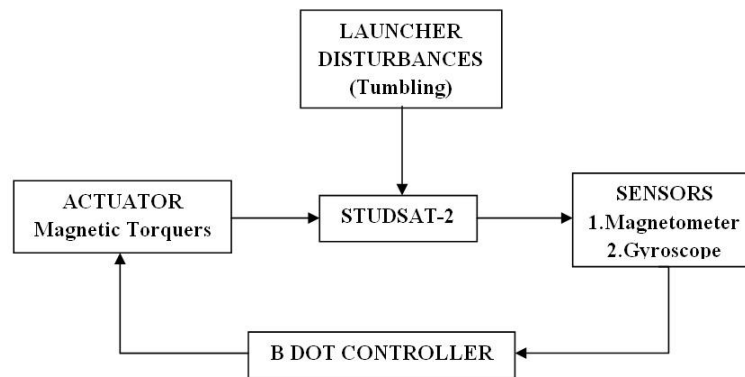 LAUNCHER
DISTURBANCES
(Tumbling)
ACTUATOR
Magnetic Torquers
STUDSAT-2
SENSORS
1.Magnetometer
2.Gyroscope
B DOT CONTROLLER